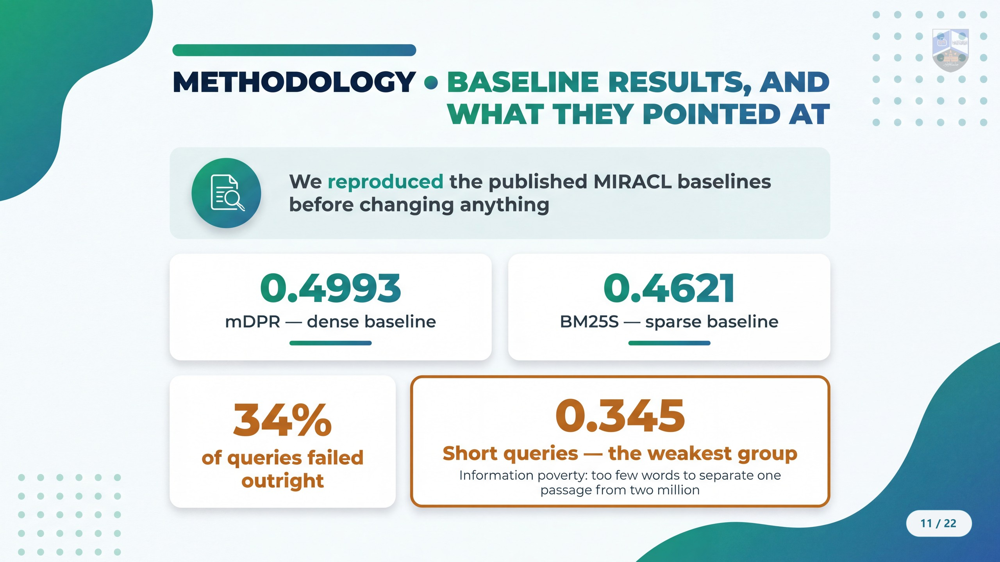 METHODOLOGY • BASELINE RESULTS, AND
WHAT THEY POINTED AT
We reproduced the published MIRACL baselines
before changing anything
0.4993
mDPR — dense baseline
0.4621
BM25S — sparse baseline
34%
of queries failed
outright
0.345
Short queries — the weakest group
Information poverty: too few words to separate one
passage from two million
11 / 22